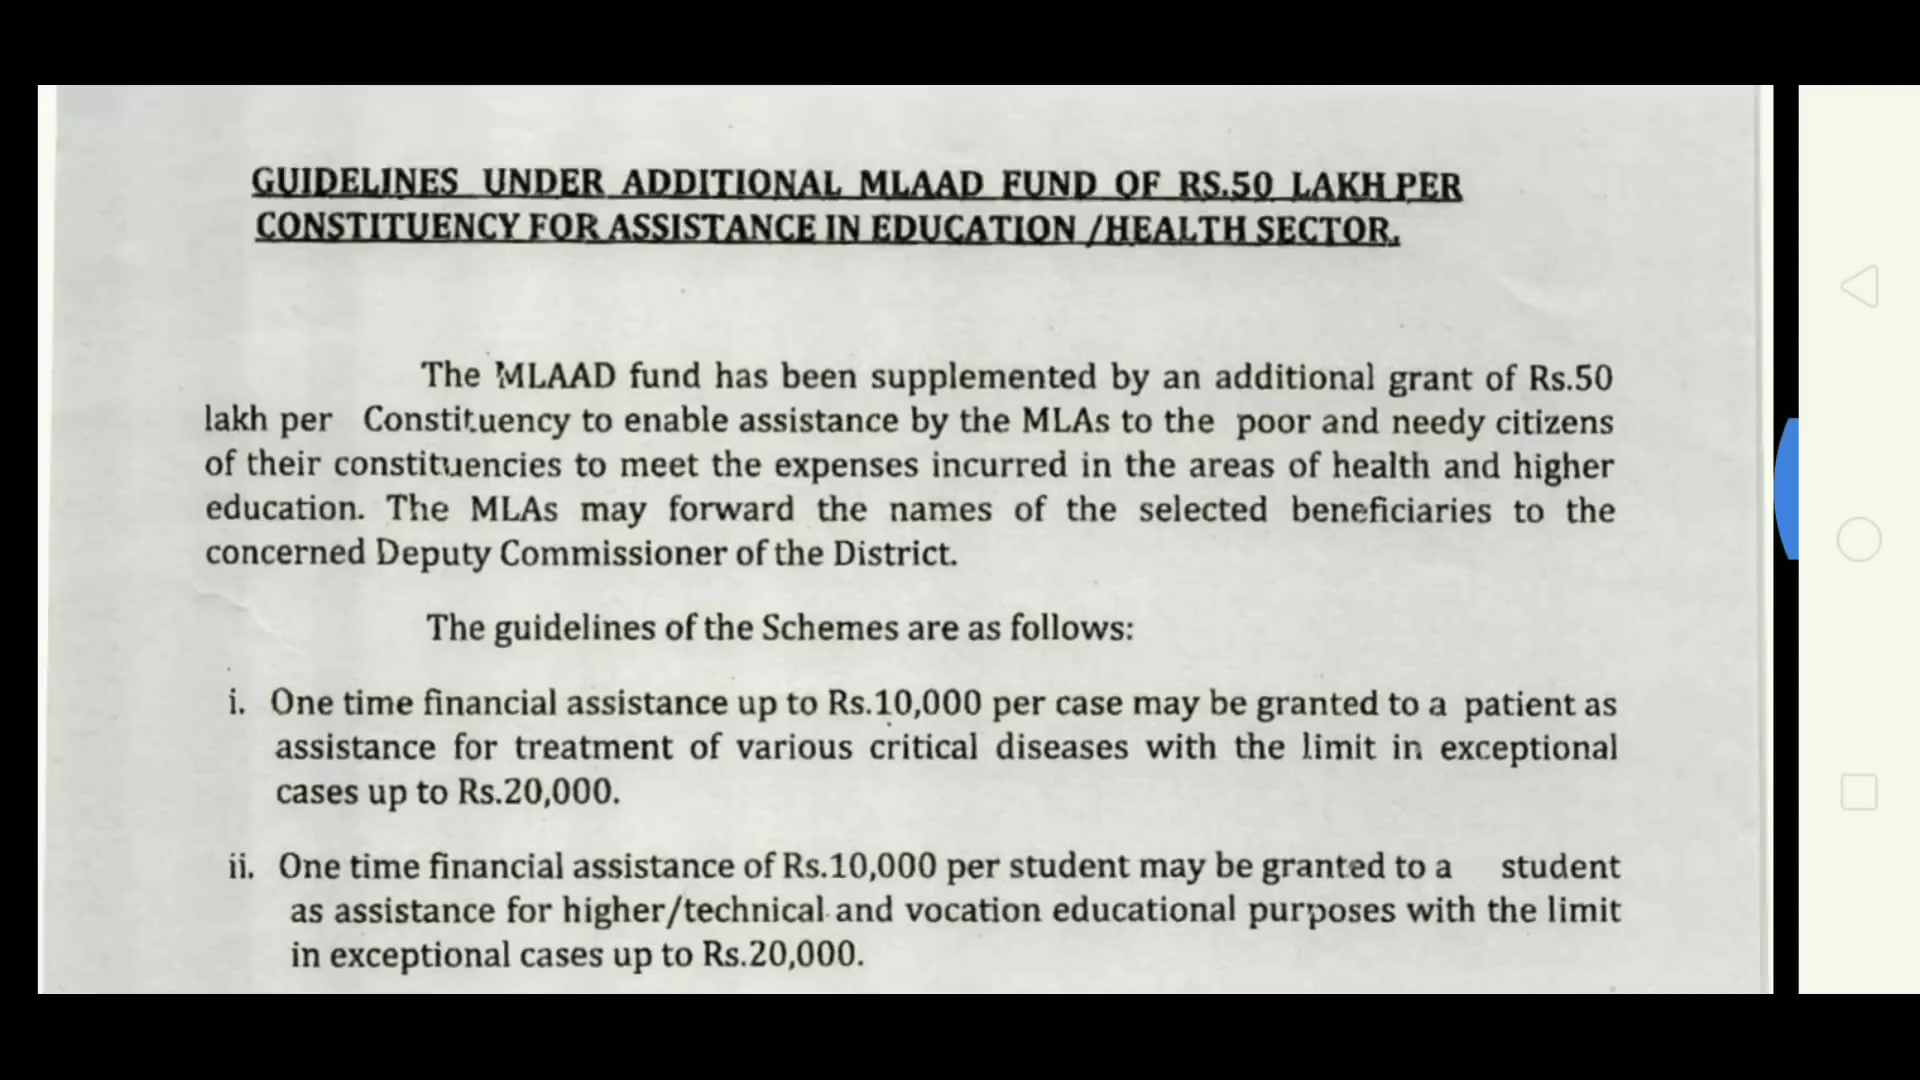 GUIDELINES UNDER ADDITIONAL MLAAD FUND OF RS.50 LAKH PER
CONSTITUENCY FOR ASSISTANCE IN EDUCATION /HEALTH SECTOR.
The MLAAD fund has been supplemented by an additional grant of Rs.50
lakh per Constituency to enable assistance by the MLAs to the poor and needy citizens
of their constituencies to meet the expenses incurred in the areas of health and higher
education. The MLAs may forward the names of the selected beneficiaries to the
concerned Deputy Commissioner of the District.
The guidelines of the Schemes are as follows:
i. One time financial assistance up to Rs.10,000 per case may be granted to a patient as
assistance for treatment of various critical diseases with the limit in exceptional
cases up to Rs.20,000.
ii. One time financial assistance of Rs.10,000 per student may be granted to a student
as assistance for higher/technical and vocation educational purposes with the limit
in exceptional cases up to Rs.20,000.